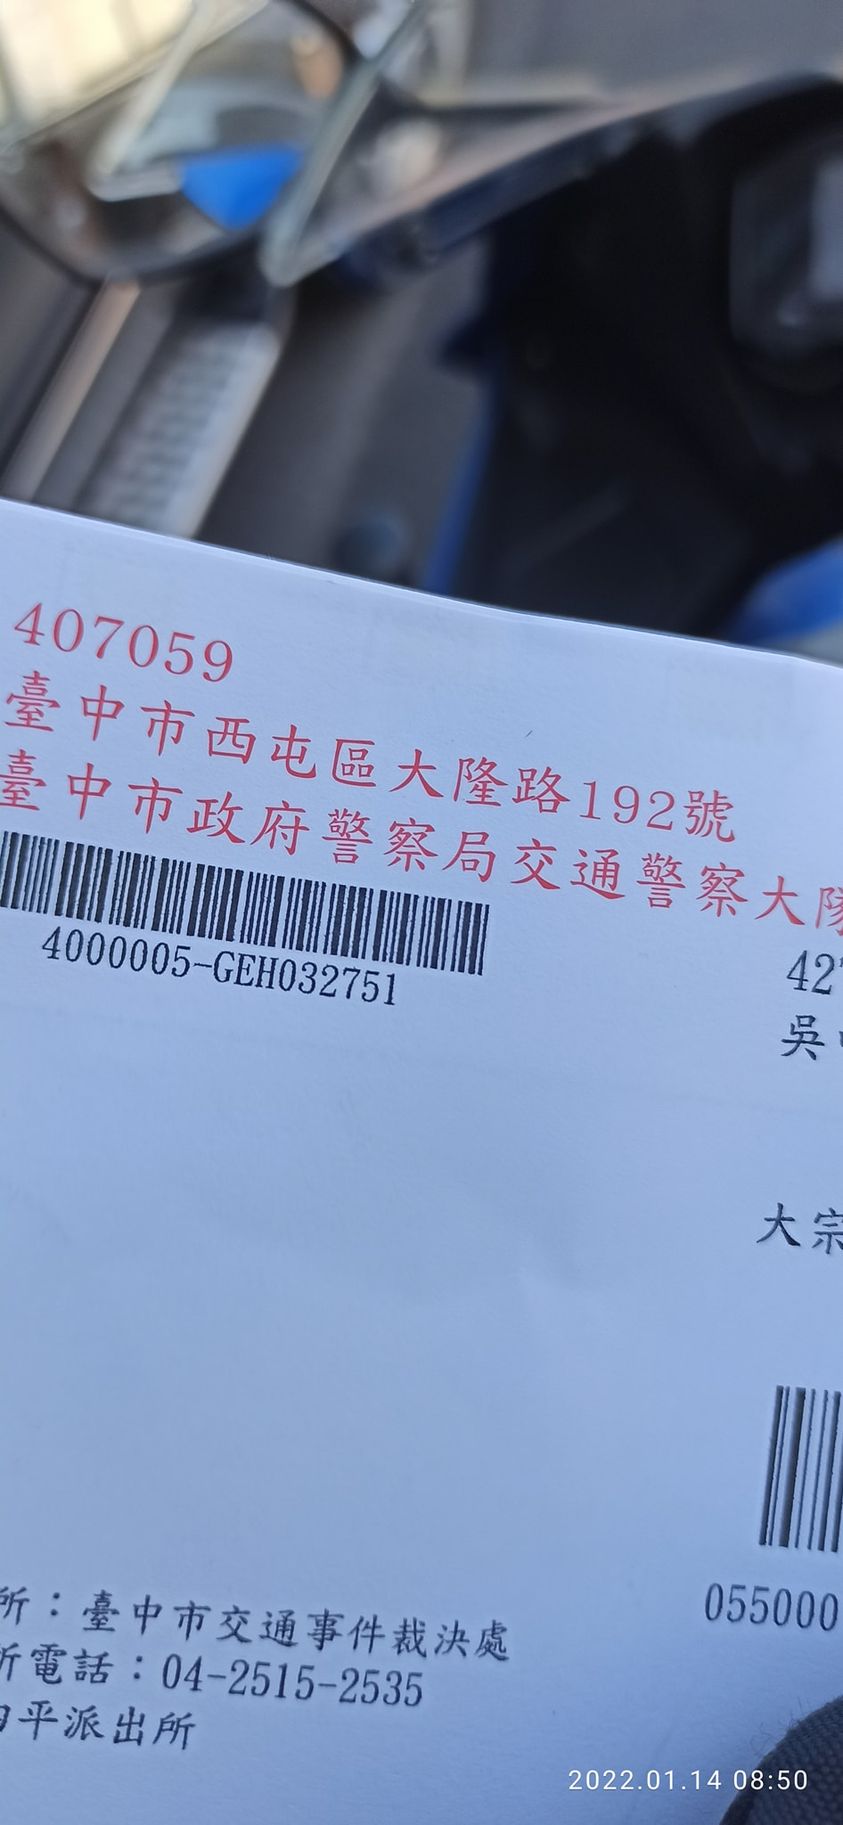 407059
臺中市西屯區大隆路192號
臺中市政府警察局交通警察大隊
4000005-GEH032751
42
吳
大宗
055000
所：臺中市交通事件裁決處
所電話：04-2515-2535
平派出所
2022.01.14 08:50